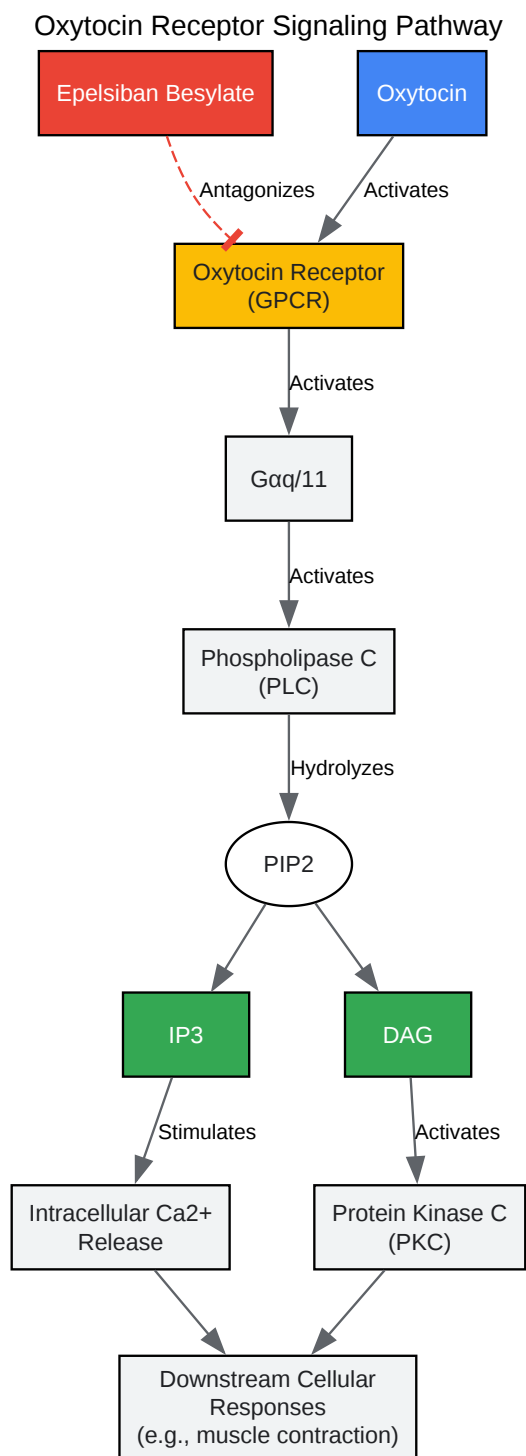 Oxytocin Receptor Signaling Pathway
Epelsiban Besylate
Oxytocin
Antagonizes
Activates
Oxytocin Receptor
(GPCR)
Activates
Gαq/11
Activates
Phospholipase C
(PLC)
Hydrolyzes
PIP2
IP3
DAG
Stimulates
Activates
Intracellular Ca2+
Release
Protein Kinase C
(PKC)
Downstream Cellular
Responses
(e.g., muscle contraction)